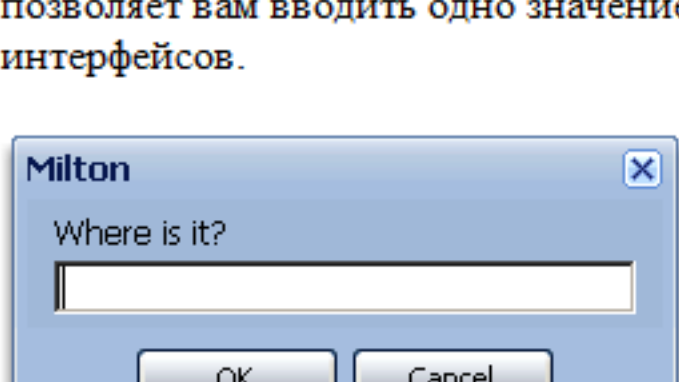 позволяет вам вводить одно значение
интерфейсов.
Milton
Where is it?
OK Cancel